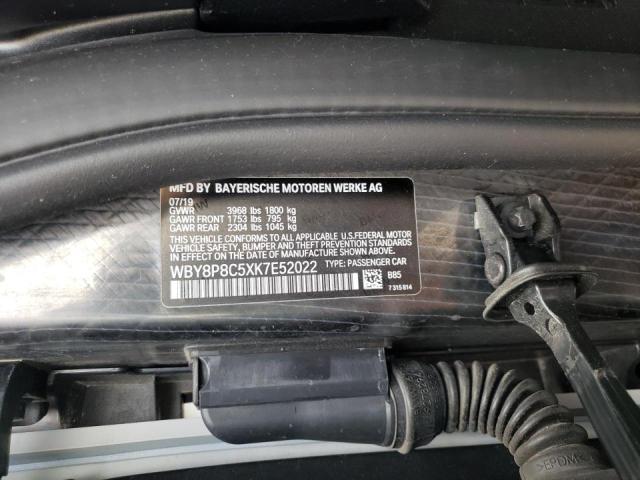 MFD BY BAYERISCHE MOTOREN WERKE AG
07/19
GVWR 3968 lbs 1800 kg
GAWR FRONT 1753 lbs 795 kg
GAWR REAR 2304 lbs 1045 kg
THIS VEHICLE CONFORMS TO ALL APPLICABLE U.S.FEDERAL MOTOR
VEHICLE SAFETY, BUMPER AND THEFT PREVENTION
STANDARDS IN EFFECT ON THE DATE OF MANUFACTURE SHOWN ABOVE.
WBY8P8C5XK7E52022 TYPE: PASSENGER CAR
B85
7 315 814
>EPDM<